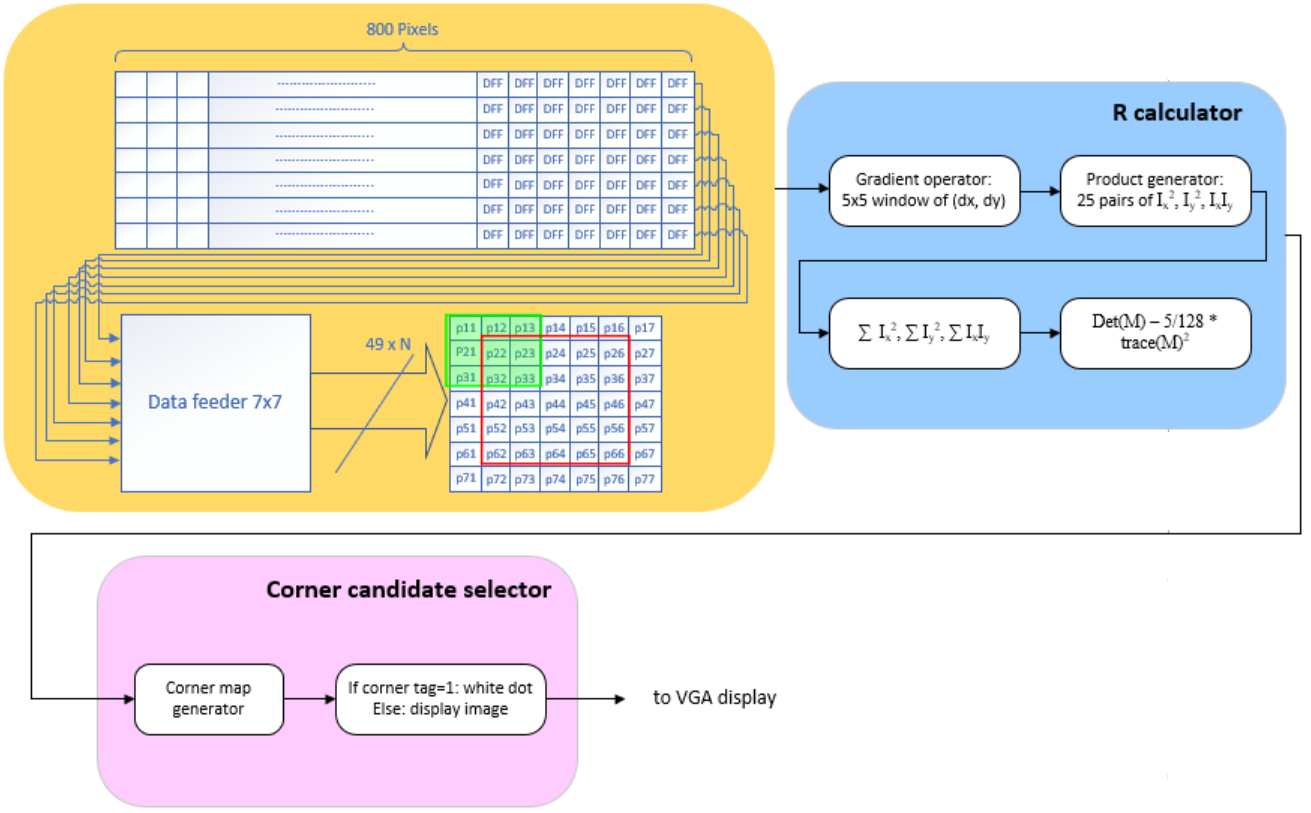 800 Pixels
------------------------- DFF DFF DFF DFF DFF DFF DFF
------------------------- DFF DFF DFF DFF DFF DFF DFF
------------------------- DFF DFF DFF DFF DFF DFF DFF
------------------------- DFF DFF DFF DFF DFF DFF DFF
------------------------- DFF DFF DFF DFF DFF DFF DFF
------------------------- DFF DFF DFF DFF DFF DFF DFF
------------------------- DFF DFF DFF DFF DFF DFF DFF
Data feeder 7x7
49 x N
p11 p12 p13 p14 p15 p16 p17
P21 p22 p23 p24 p25 p26 p27
p31 p32 p33 p34 p35 p36 p37
p41 p42 p43 p44 p45 p46 p47
p51 p52 p53 p54 p55 p56 p57
p61 p62 p63 p64 p65 p66 p67
p71 p72 p73 p74 p75 p76 p77
R calculator
Gradient operator:
5x5 window of (dx, dy)
Product generator:
25 pairs of Iₓ², I_y², IₓI_y
∑ Iₓ², ∑ I_y², ∑ IₓI_y
Det(M) – 5/128 *
trace(M)²
Corner candidate selector
Corner map
generator
If corner tag=1: white dot
Else: display image
to VGA display